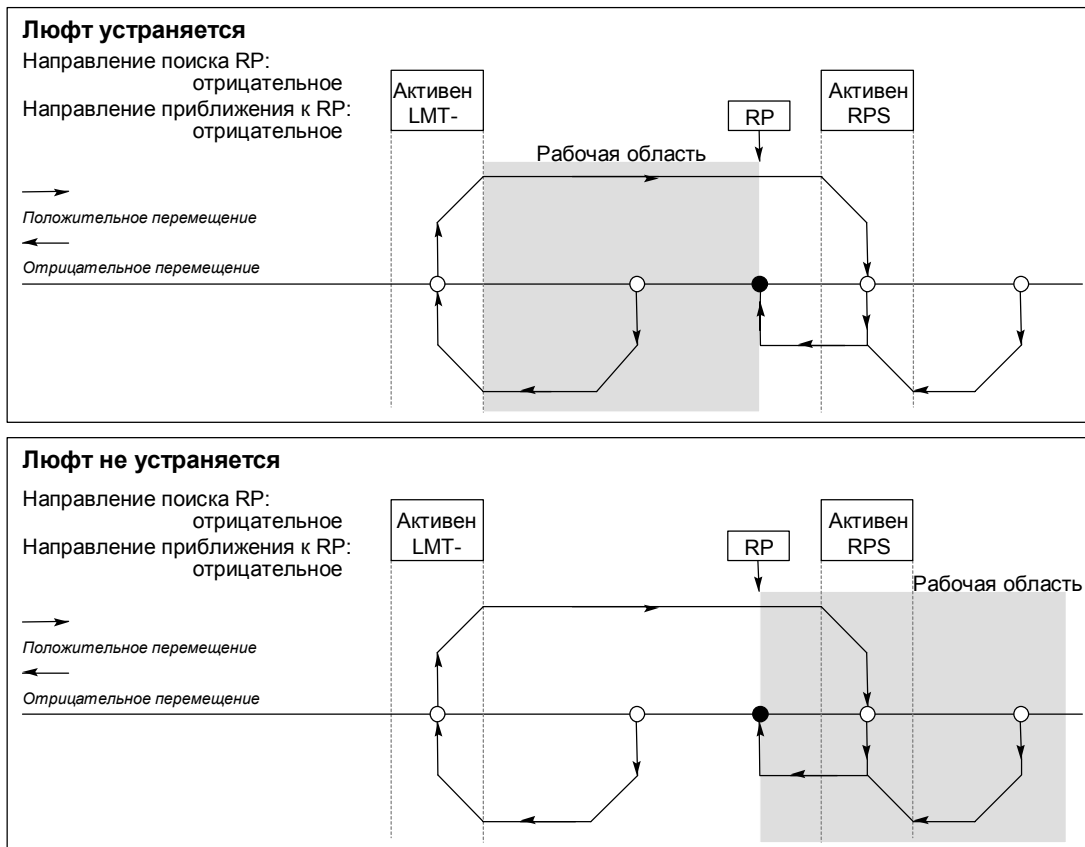 Люфт устраняется
Направление поиска RP:
отрицательное
Направление приближения к RP:
отрицательное
Активен
LMT-
RP
Активен
RPS
Рабочая область
Положительное перемещение
Отрицательное перемещение
Люфт не устраняется
Направление поиска RP:
отрицательное
Направление приближения к RP:
отрицательное
Активен
LMT-
RP
Активен
RPS
Рабочая область
Положительное перемещение
Отрицательное перемещение